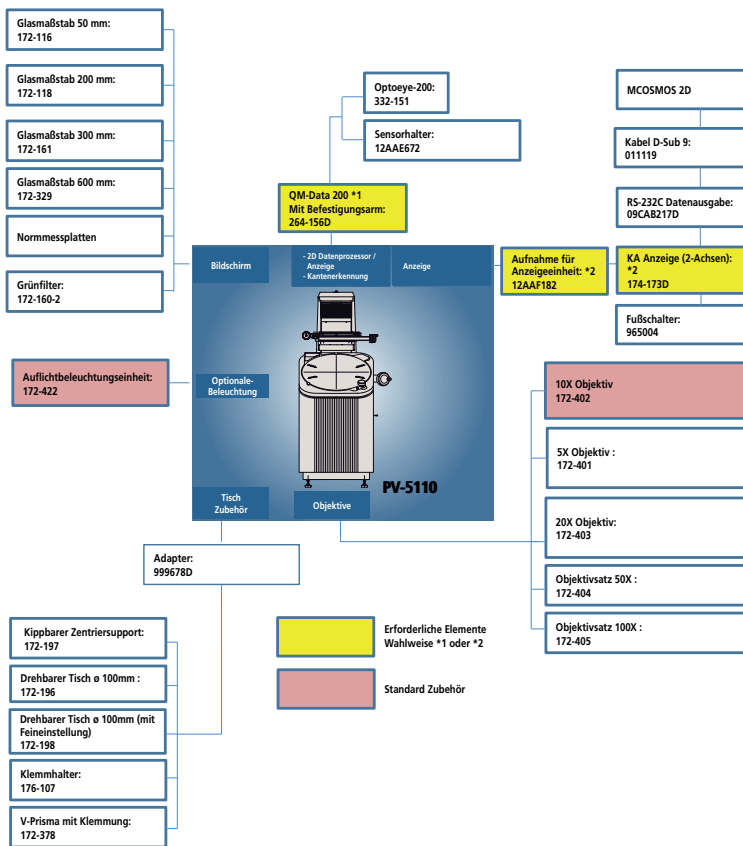 Glasmaßstab 50 mm:
172-116
Glasmaßstab 200 mm:
172-118
Glasmaßstab 300 mm:
172-161
Glasmaßstab 600 mm:
172-329
Normmessplatten
Grünfilter:
172-160-2
Optoeye-200:
332-151
Sensorhalter:
12AAE672
QM-Data 200 *1
Mit Befestigungsarm:
264-156D
MCOSMOS 2D
Kabel D-Sub 9:
011119
RS-232C Datenausgabe:
09CAB217D
Aufnahme für
Anzeigeeinheit: *2
12AAF182
KA Anzeige (2-Achsen):
*2
174-173D
Fußschalter:
965004
Bildschirm
- 2D Datenprozessor /
Anzeige
- Kantenerkennung
Anzeige
Auflichtbeleuchtungseinheit:
172-422
Optionale-
Beleuchtung
PV-5110
Tisch
Zubehör
Objektive
10X Objektiv
172-402
5X Objektiv :
172-401
20X Objektiv:
172-403
Objektivsatz 50X :
172-404
Objektivsatz 100X :
172-405
Adapter:
999678D
Kippbarer Zentriersupport:
172-197
Drehbarer Tisch ø 100mm :
172-196
Drehbarer Tisch ø 100mm (mit
Feineinstellung)
172-198
Klemmhalter:
176-107
V-Prisma mit Klemmung:
172-378
Erforderliche Elemente
Wahlweise *1 oder *2
Standard Zubehör